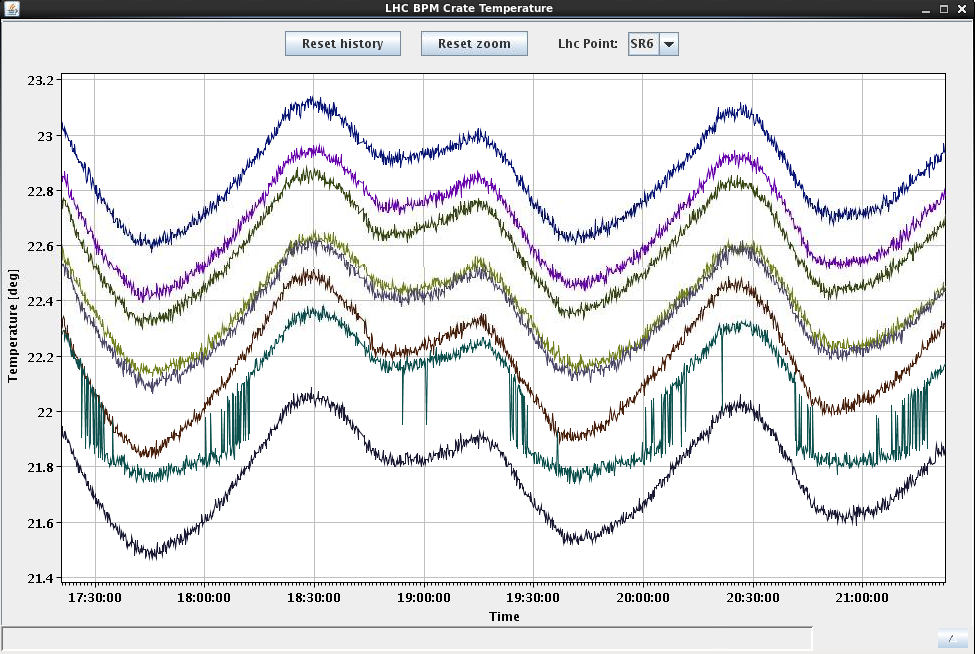 LHC BPM Crate Temperature
Reset history
Reset zoom
Lhc Point:
SR6
Temperature [deg]
23.2
23
22.8
22.6
22.4
22.2
22
21.8
21.6
21.4
17:30:00
18:00:00
18:30:00
19:00:00
19:30:00
20:00:00
20:30:00
21:00:00
Time